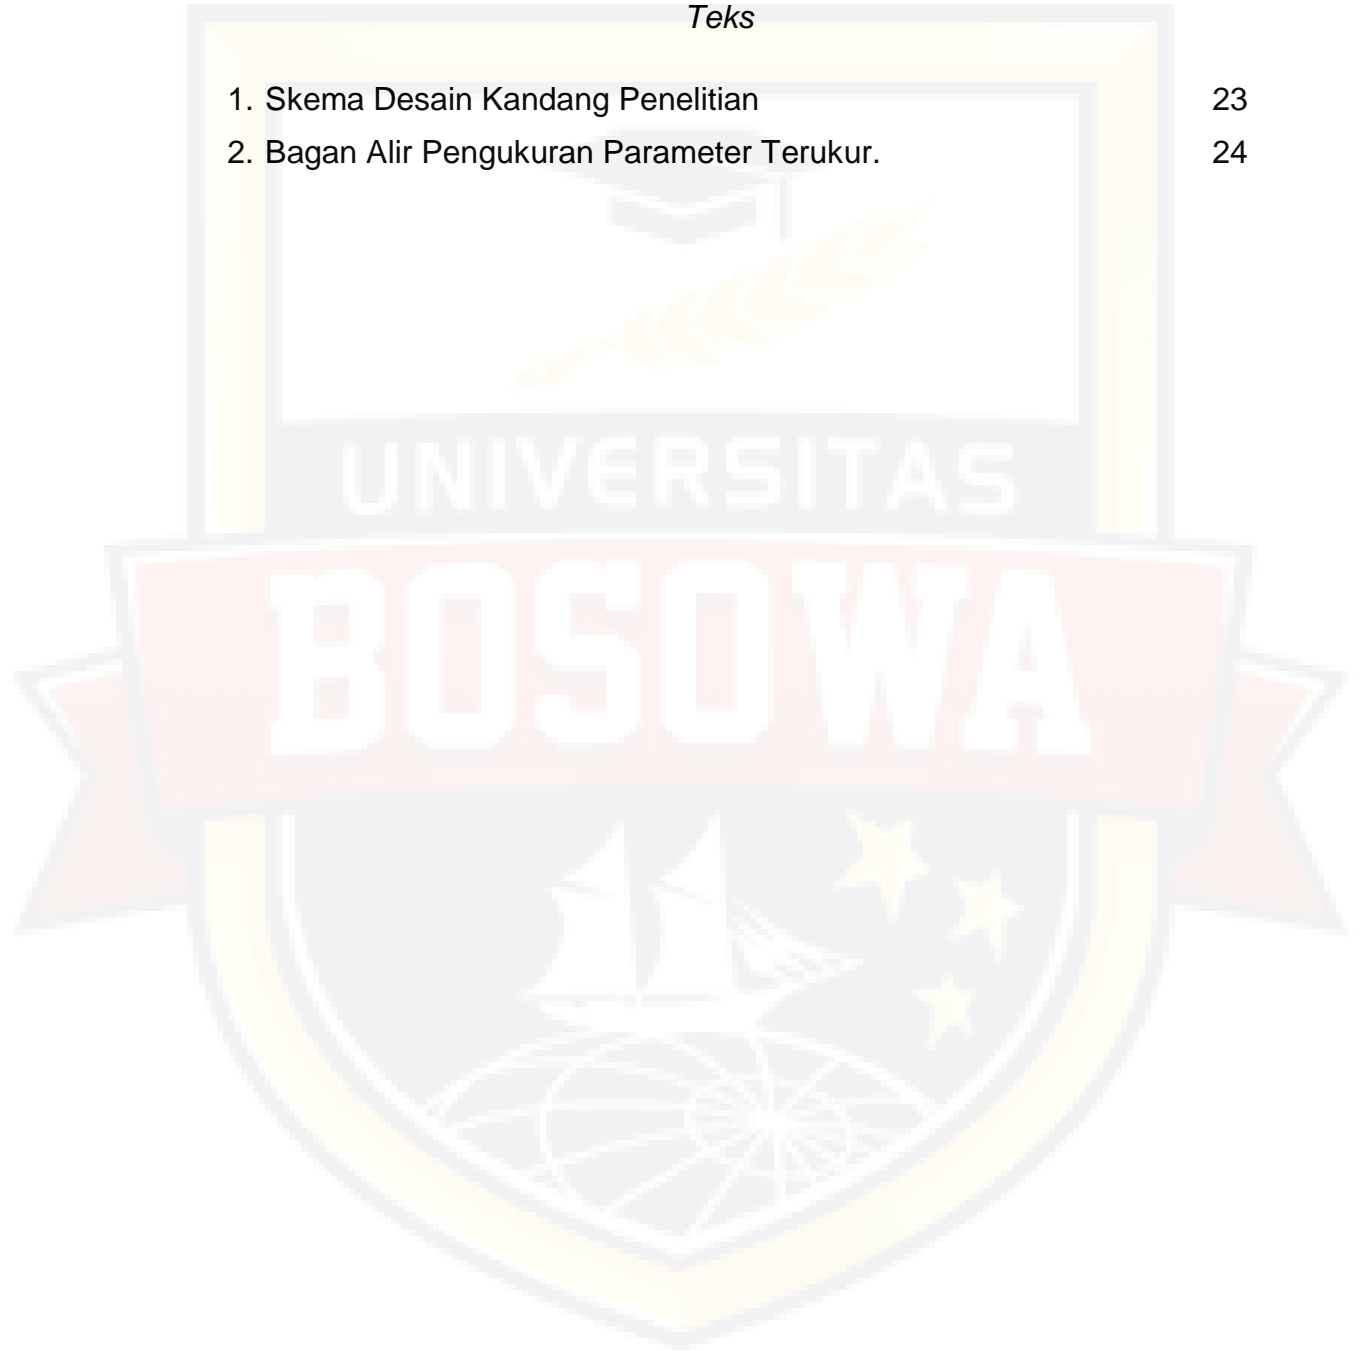 Teks
1. Skema Desain Kandang Penelitian 23
2. Bagan Alir Pengukuran Parameter Terukur. 24
UNIVERSITAS
BOSOWA